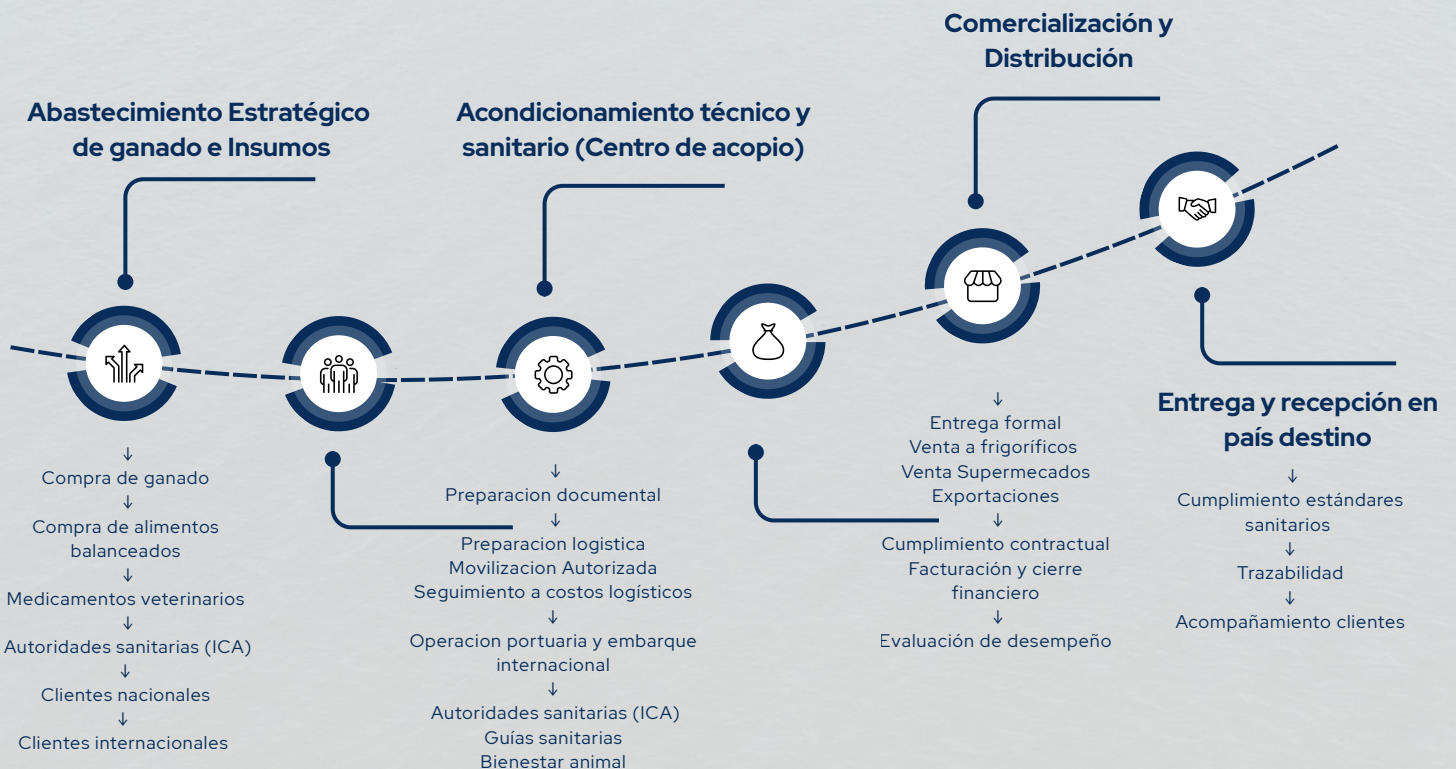 Abastecimiento Estratégico
de ganado e Insumos
↓
Compra de ganado
↓
Compra de alimentos
balanceados
↓
Medicamentos veterinarios
↓
Autoridades sanitarias (ICA)
↓
Clientes nacionales
↓
Clientes internacionales
Acondicionamiento técnico y
sanitario (Centro de acopio)
↓
Preparacion documental
↓
Preparacion logistica
Movilizacion Autorizada
Seguimiento a costos logísticos
↓
Operacion portuaria y embarque
internacional
↓
Autoridades sanitarias (ICA)
Guías sanitarias
Bienestar animal
Comercialización y
Distribución
↓
Entrega formal
Venta a frigoríficos
Venta Supermecados
Exportaciones
↓
Cumplimiento contractual
Facturación y cierre
financiero
↓
Evaluación de desempeño
Entrega y recepción en
país destino
↓
Cumplimiento estándares
sanitarios
↓
Trazabilidad
↓
Acompañamiento clientes